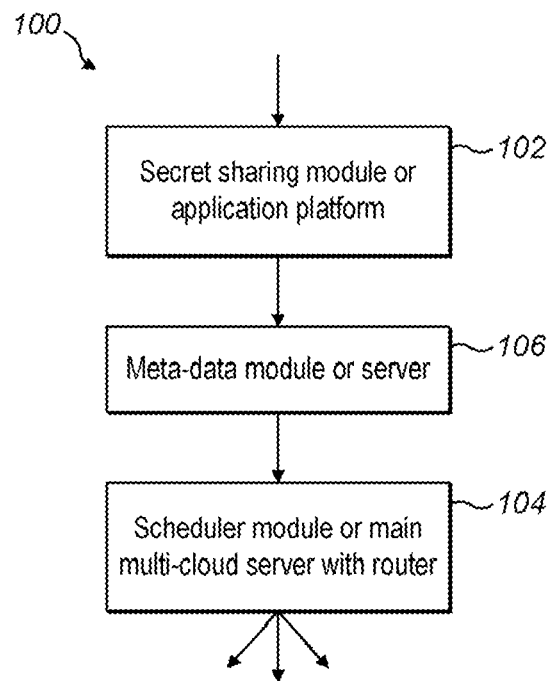 100
102
Secret sharing module or
application platform
106
Meta-data module or server
104
Scheduler module or main
multi-cloud server with router